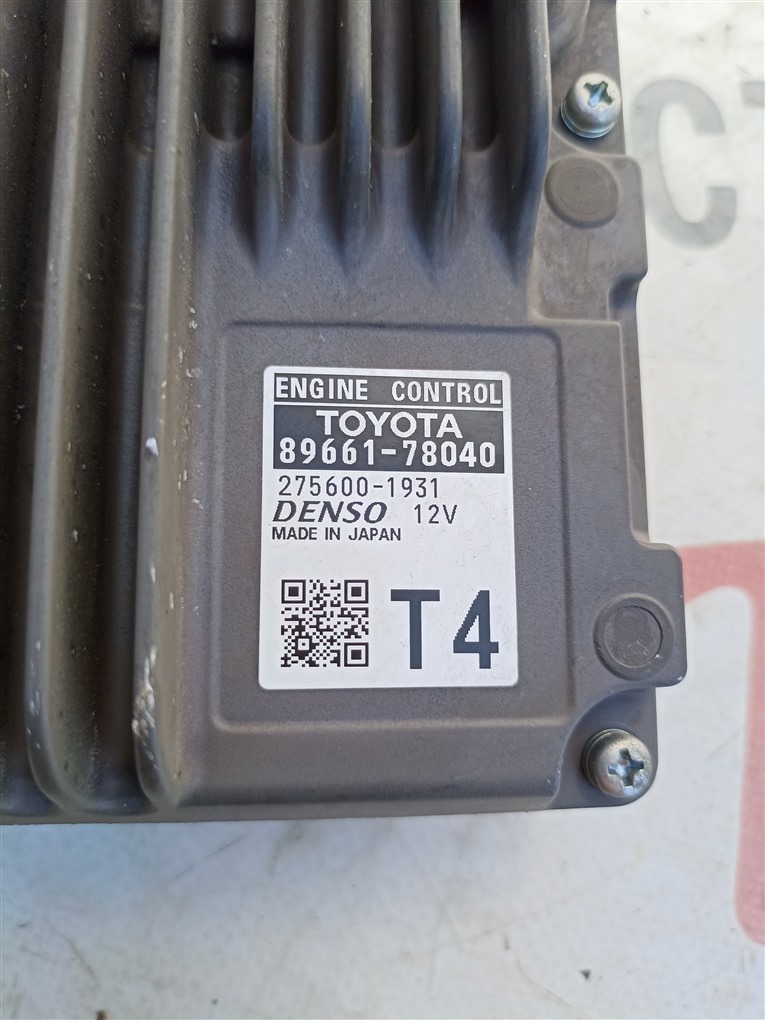 ENGINE CONTROL
TOYOTA
89661-78040
275600-1931
DENSO 12V
MADE IN JAPAN
T4